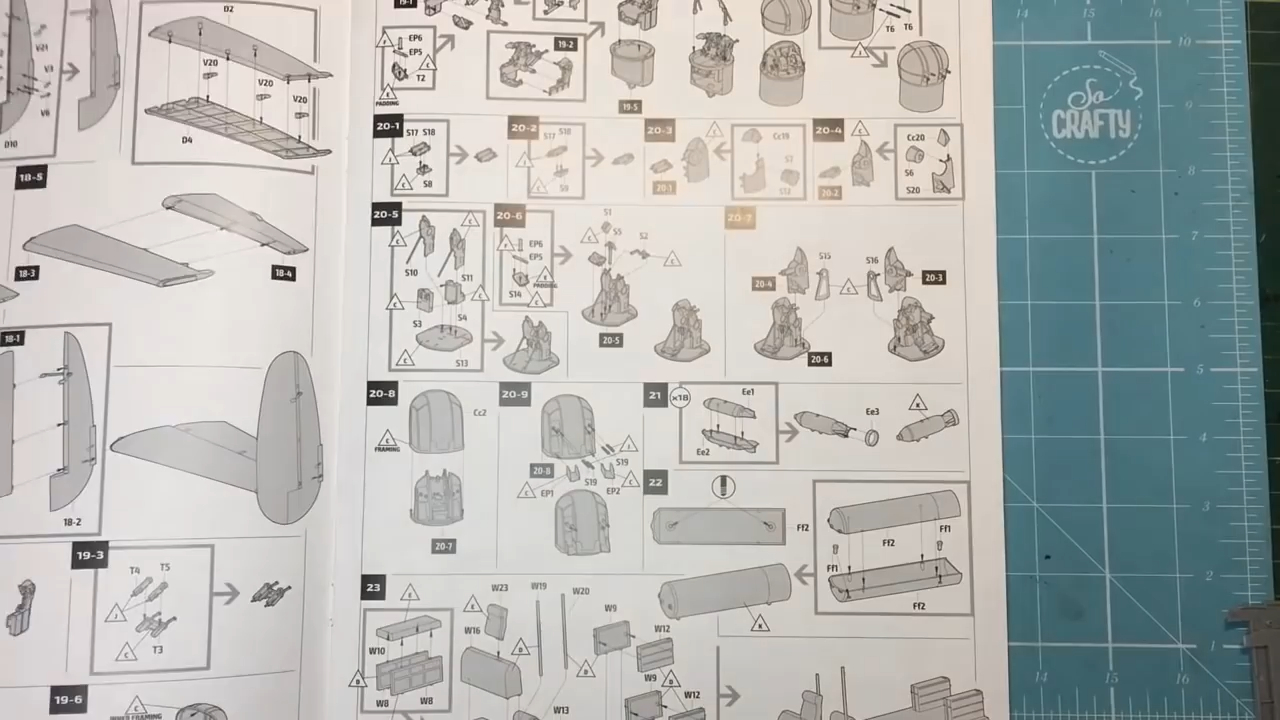 D2
V21
V3
V6
V20
V20
V20
D10
D4
18-5
18-3
18-4
18-1
18-2
19-3
T4
T5
J
C
T3
19-6
C
INNER FRAMING
19-1
EP6
EP5
T2
C
E
PADDING
19-2
19-5
T6
T6
J
20-1
S17
S18
J
C
S8
20-2
S17
S18
J
C
S9
20-3
20-1
C
Cc19
S7
S12
20-4
20-2
C
Cc20
S6
S20
20-5
C
C
S10
S11
C
C
S3
S4
C
S13
20-6
F
EP6
EP5
E
PADDING
S14
C
S1
S5
S2
C
C
20-5
20-7
20-4
S15
S16
C
20-3
20-6
20-8
Cc2
C
FRAMING
20-7
20-9
J
S19
S19
20-8
C
EP1
EP2
C
21
x18
Ee1
Ee2
Ee3
K
22
Ff2
Ff1
Ff2
Ff1
Ff2
K
23
E
W10
D
W8
W8
W23
E
W16
W19
W20
D
W13
W9
W12
D
W9
D
W12
So
CRAFTY
14
15
16
10
9
8
7
6
5
4
3
2
1
14
15
16